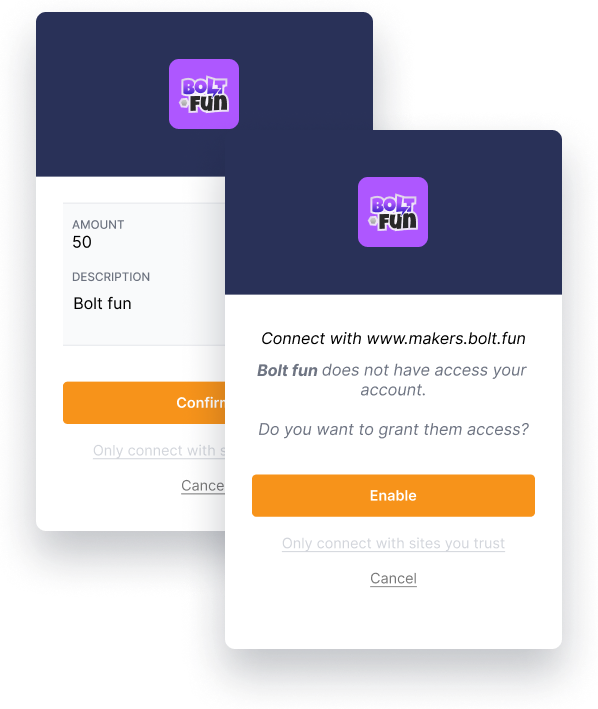 BOLT
FUN
AMOUNT
50
DESCRIPTION
Bolt fun
Confirm
Only connect with s
Cance
BOLT
FUN
Connect with www.makers.bolt.fun
Bolt fun does not have access your
account.
Do you want to grant them access?
Enable
Only connect with sites you trust
Cancel